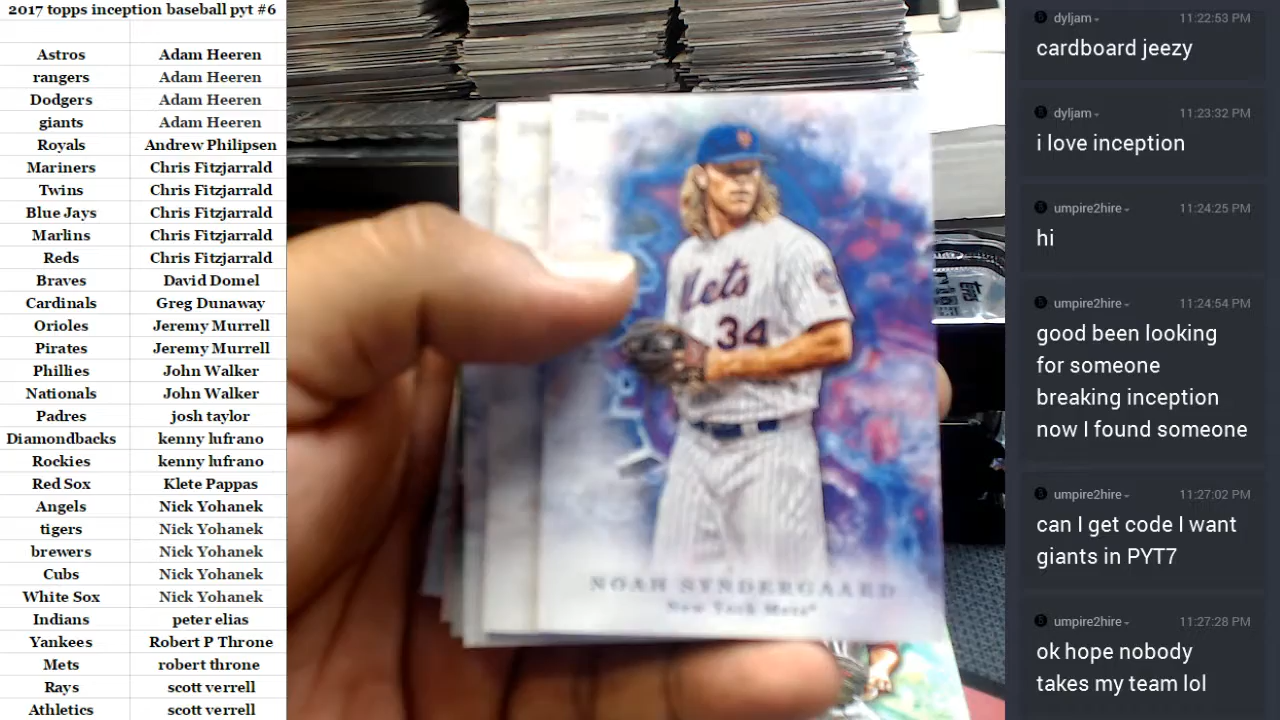 2017 topps inception baseball pyt #6
Astros Adam Heeren
rangers Adam Heeren
Dodgers Adam Heeren
giants Adam Heeren
Royals Andrew Philipsen
Mariners Chris Fitzjarrald
Twins Chris Fitzjarrald
Blue Jays Chris Fitzjarrald
Marlins Chris Fitzjarrald
Reds Chris Fitzjarrald
Braves David Domel
Cardinals Greg Dunaway
Orioles Jeremy Murrell
Pirates Jeremy Murrell
Phillies John Walker
Nationals John Walker
Padres josh taylor
Diamondbacks kenny lufrano
Rockies kenny lufrano
Red Sox Klete Pappas
Angels Nick Yohanek
tigers Nick Yohanek
brewers Nick Yohanek
Cubs Nick Yohanek
White Sox Nick Yohanek
Indians peter elias
Yankees Robert P Throne
Mets robert throne
Rays scott verrell
Athletics scott verrell
Mets
34
NOAH SYNDERGAARD
New York Mets
dyljam 11:22:53 PM
cardboard jeezy
dyljam 11:23:32 PM
i love inception
umpire2hire 11:24:25 PM
hi
umpire2hire 11:24:54 PM
good been looking
for someone
breaking inception
now I found someone
umpire2hire 11:27:02 PM
can I get code I want
giants in PYT7
umpire2hire 11:27:28 PM
ok hope nobody
takes my team lol